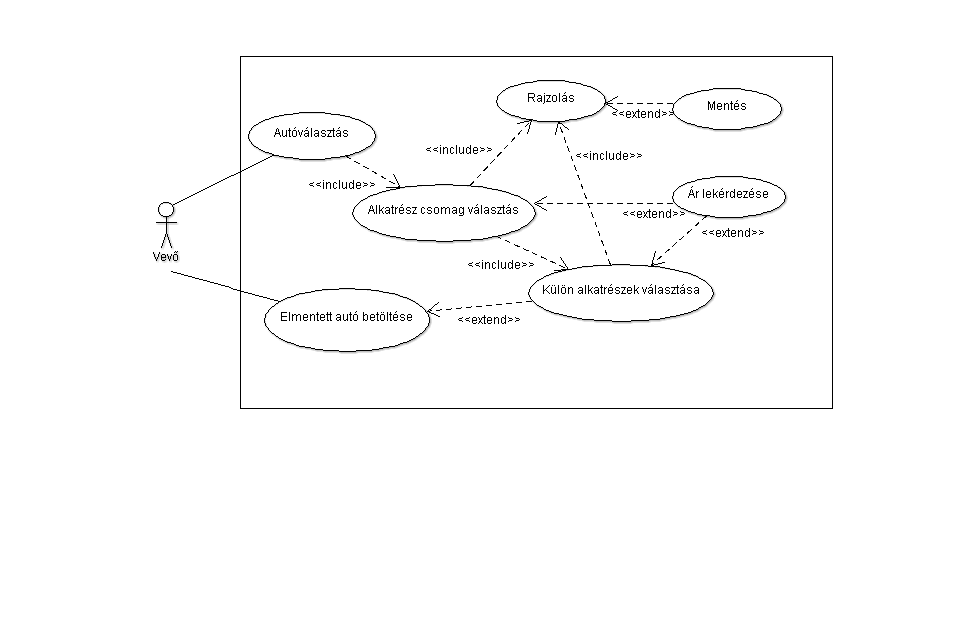 Rajzolás
Mentés
<<extend>>
Autóválasztás
<<include>>
<<include>>
<<include>>
Ár lekérdezése
Alkatrész csomag választás
<<extend>>
<<extend>>
Vevő
<<include>>
Külön alkatrészek választása
Elmentett autó betöltése
<<extend>>